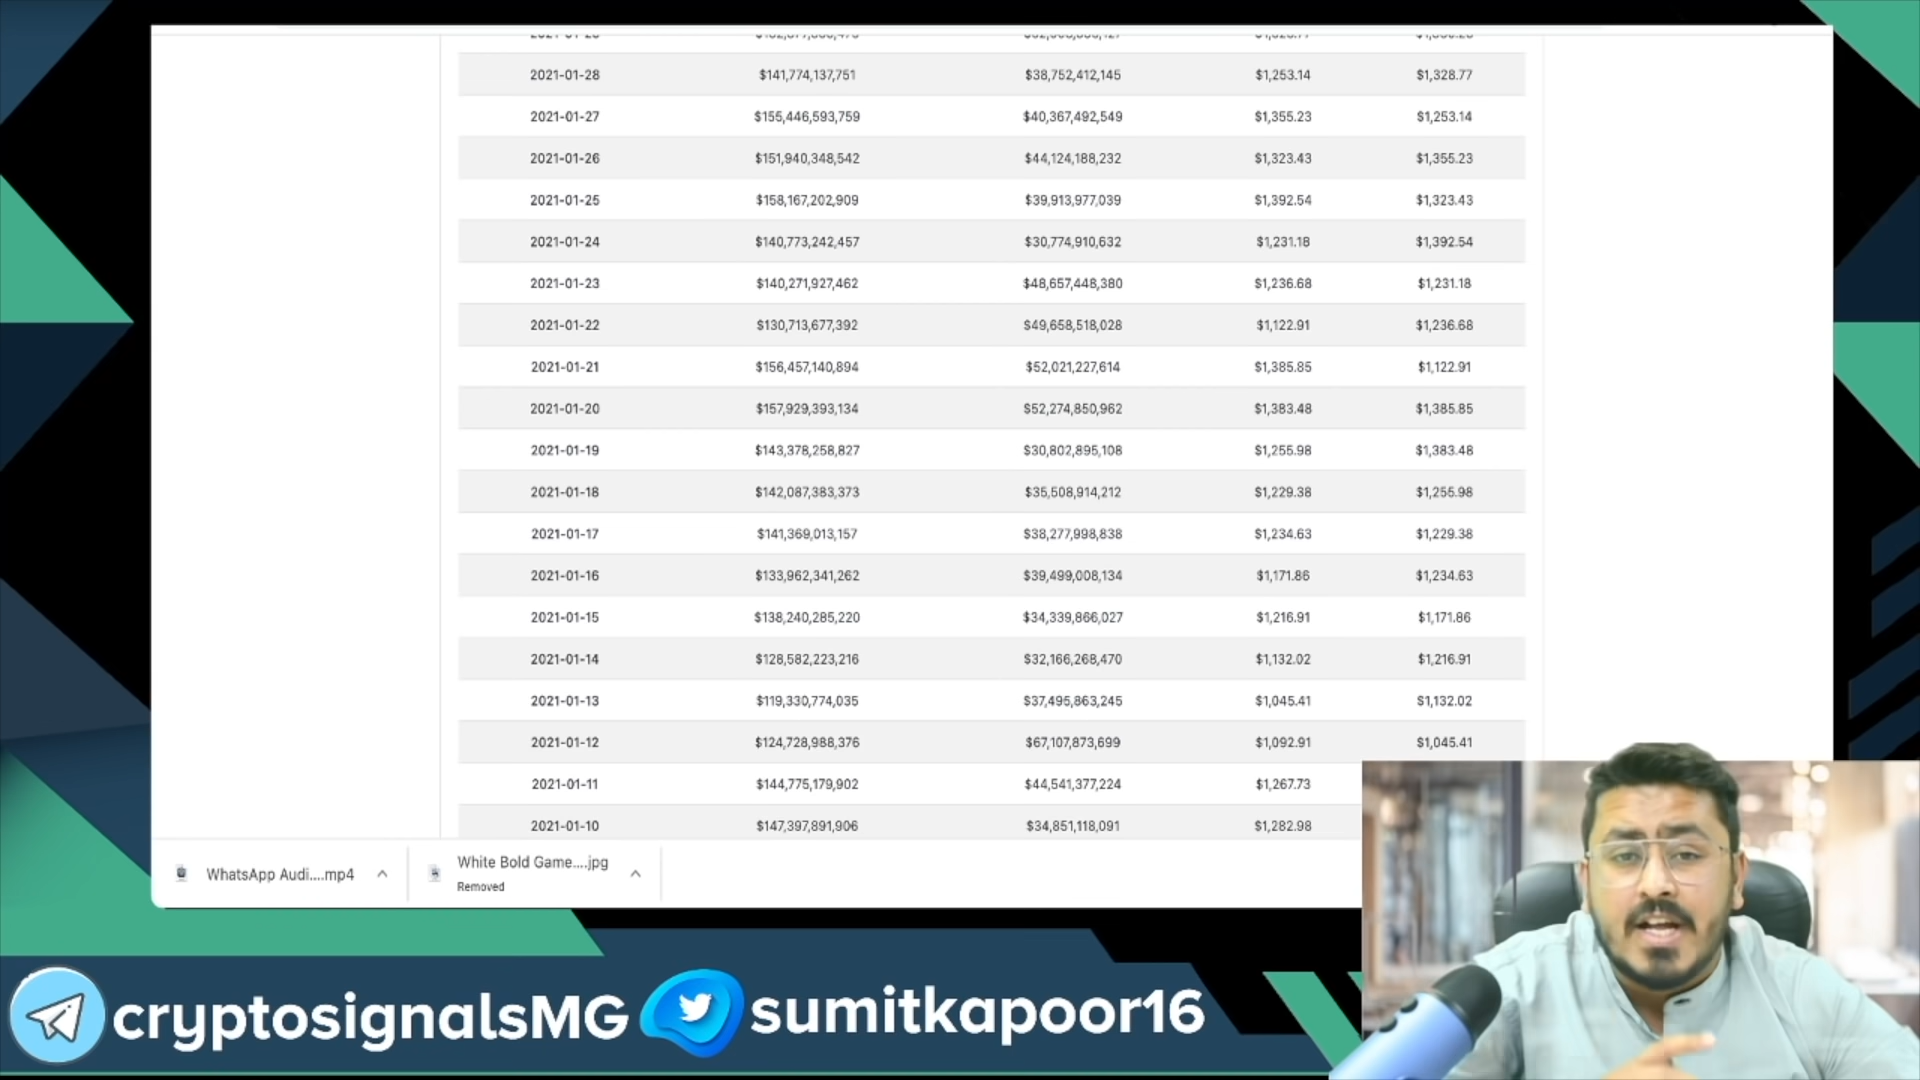 2021-01-28 $141,774,137,751 $38,752,412,145 $1,253.14 $1,328.77
2021-01-27 $155,446,593,759 $40,367,492,549 $1,355.23 $1,253.14
2021-01-26 $151,940,348,542 $44,124,188,232 $1,323.43 $1,355.23
2021-01-25 $158,167,202,909 $39,913,977,039 $1,392.54 $1,323.43
2021-01-24 $140,773,242,457 $30,774,910,632 $1,231.18 $1,392.54
2021-01-23 $140,271,927,462 $48,657,448,380 $1,236.68 $1,231.18
2021-01-22 $130,713,677,392 $49,658,518,028 $1,122.91 $1,236.68
2021-01-21 $156,457,140,894 $52,021,227,614 $1,385.85 $1,122.91
2021-01-20 $157,929,393,134 $52,274,850,962 $1,383.48 $1,385.85
2021-01-19 $143,378,258,827 $30,802,895,108 $1,255.98 $1,383.48
2021-01-18 $142,087,383,373 $35,508,914,212 $1,229.38 $1,255.98
2021-01-17 $141,369,013,157 $38,277,998,838 $1,234.63 $1,229.38
2021-01-16 $133,962,341,262 $39,499,008,134 $1,171.86 $1,234.63
2021-01-15 $138,240,285,220 $34,339,866,027 $1,216.91 $1,171.86
2021-01-14 $128,582,223,216 $32,166,268,470 $1,132.02 $1,216.91
2021-01-13 $119,330,774,035 $37,495,863,245 $1,045.41 $1,132.02
2021-01-12 $124,728,988,376 $67,107,873,699 $1,092.91 $1,045.41
2021-01-11 $144,775,179,902 $44,541,377,224 $1,267.73
2021-01-10 $147,397,891,906 $34,851,118,091 $1,282.98
WhatsApp Audi....mp4
White Bold Game....jpg
Removed
cryptosignalsMG
sumitkapoor16